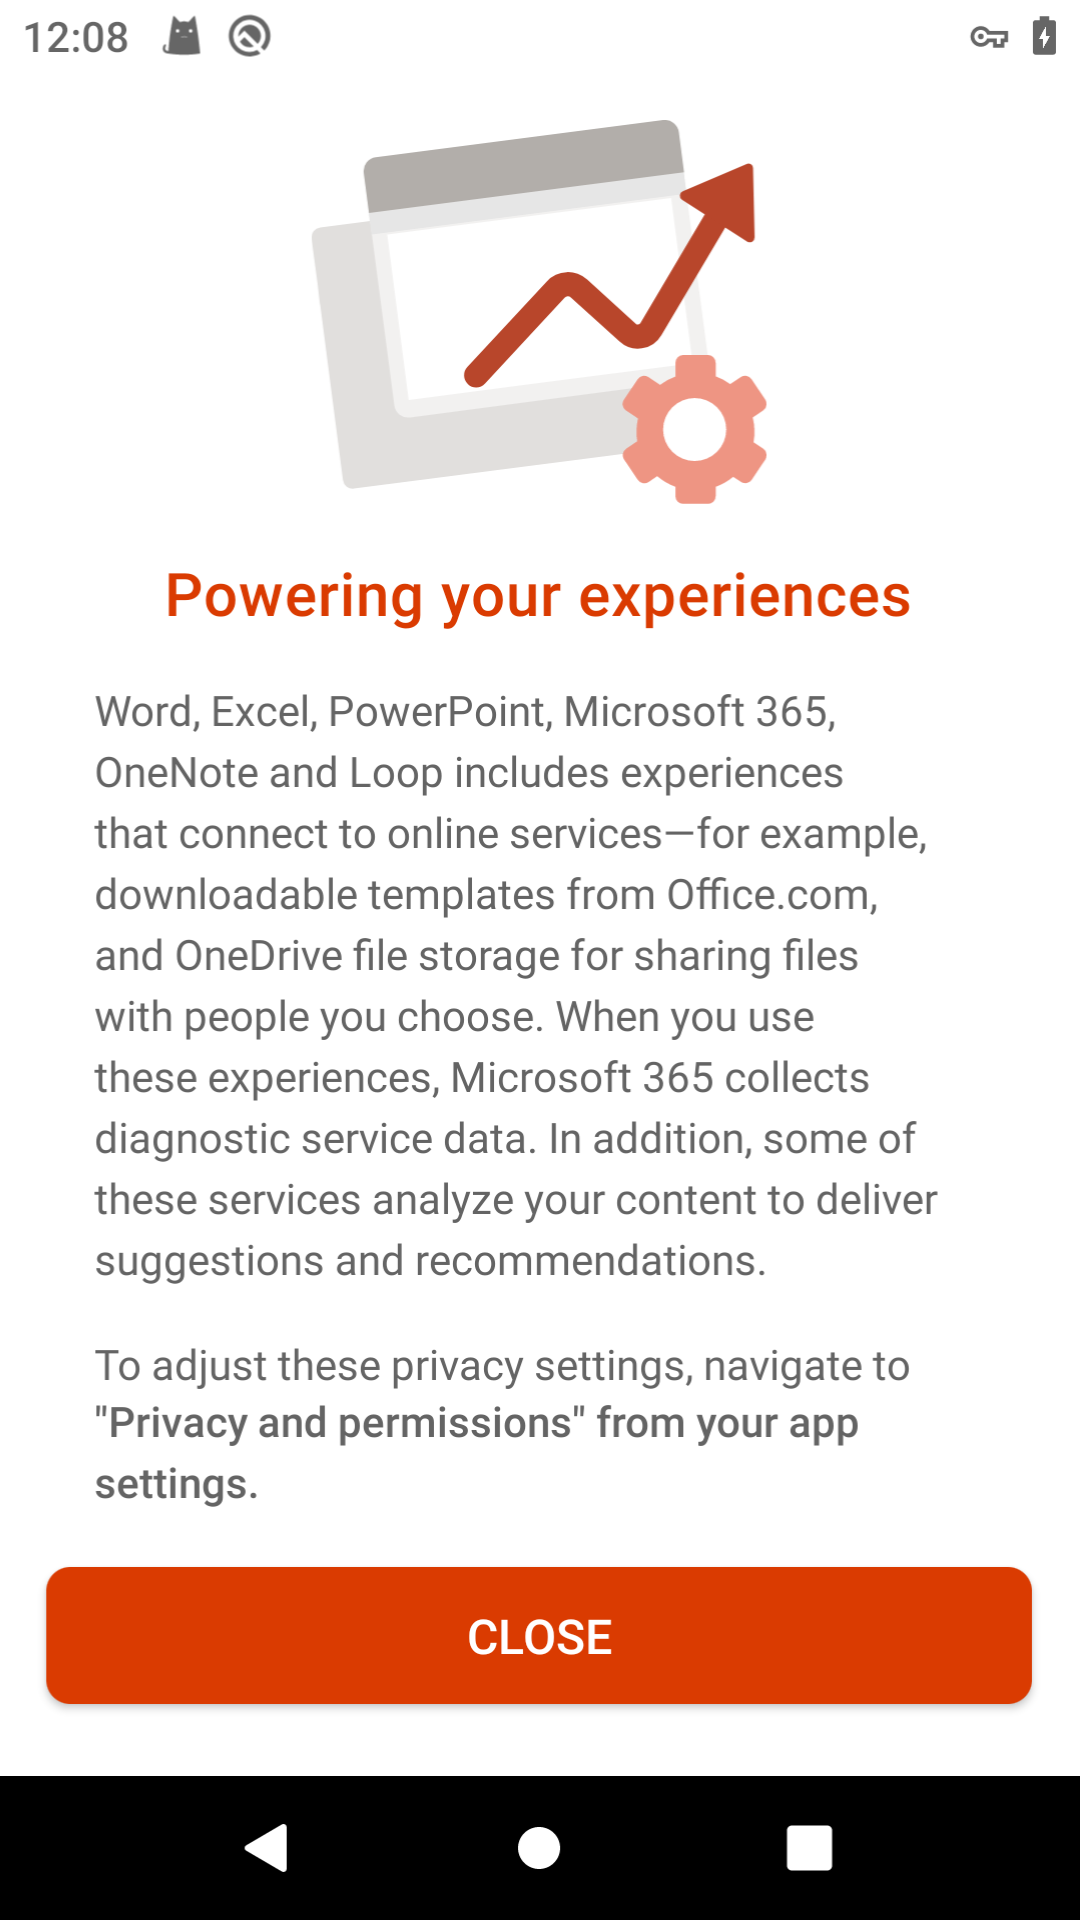 12:08
Powering your experiences
Word, Excel, PowerPoint, Microsoft 365,
OneNote and Loop includes experiences
that connect to online services—for example,
downloadable templates from Office.com,
and OneDrive file storage for sharing files
with people you choose. When you use
these experiences, Microsoft 365 collects
diagnostic service data. In addition, some of
these services analyze your content to deliver
suggestions and recommendations.
To adjust these privacy settings, navigate to
"Privacy and permissions" from your app
settings.
CLOSE